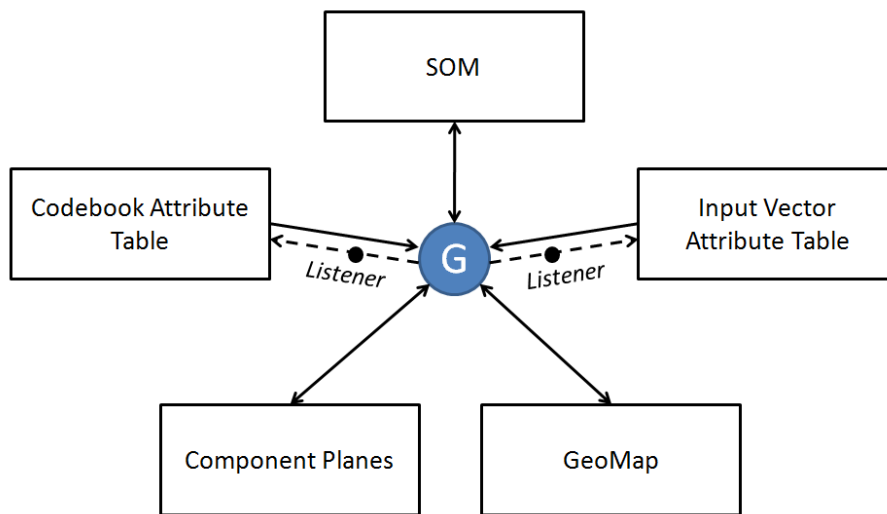 SOM
Codebook Attribute
Table
Input Vector
Attribute Table
G
Listener
Listener
Component Planes
GeoMap